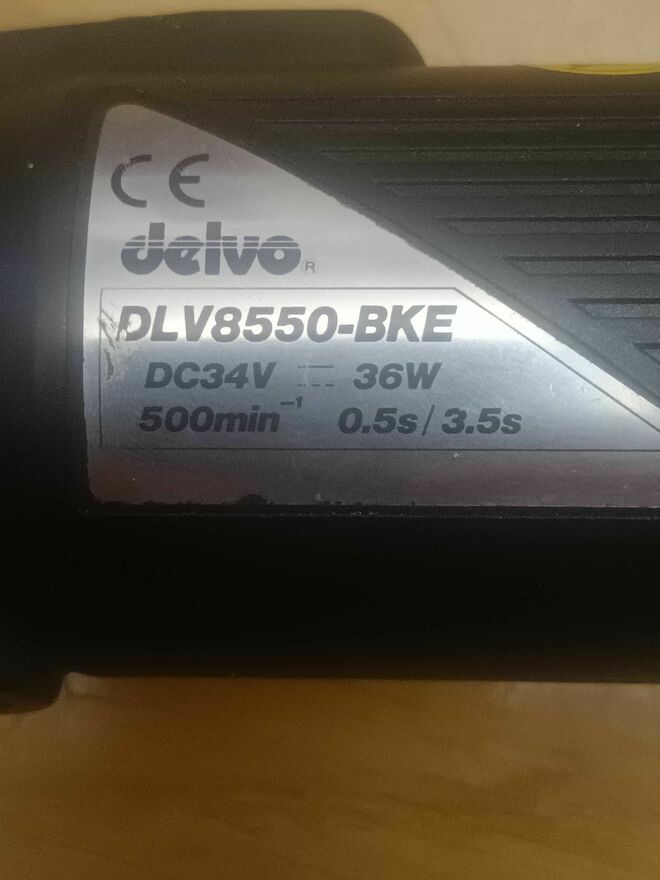 CE
delvo®
DLV8550-BKE
DC34V ⎓ 36W
500min⁻¹ 0.5s/3.5s